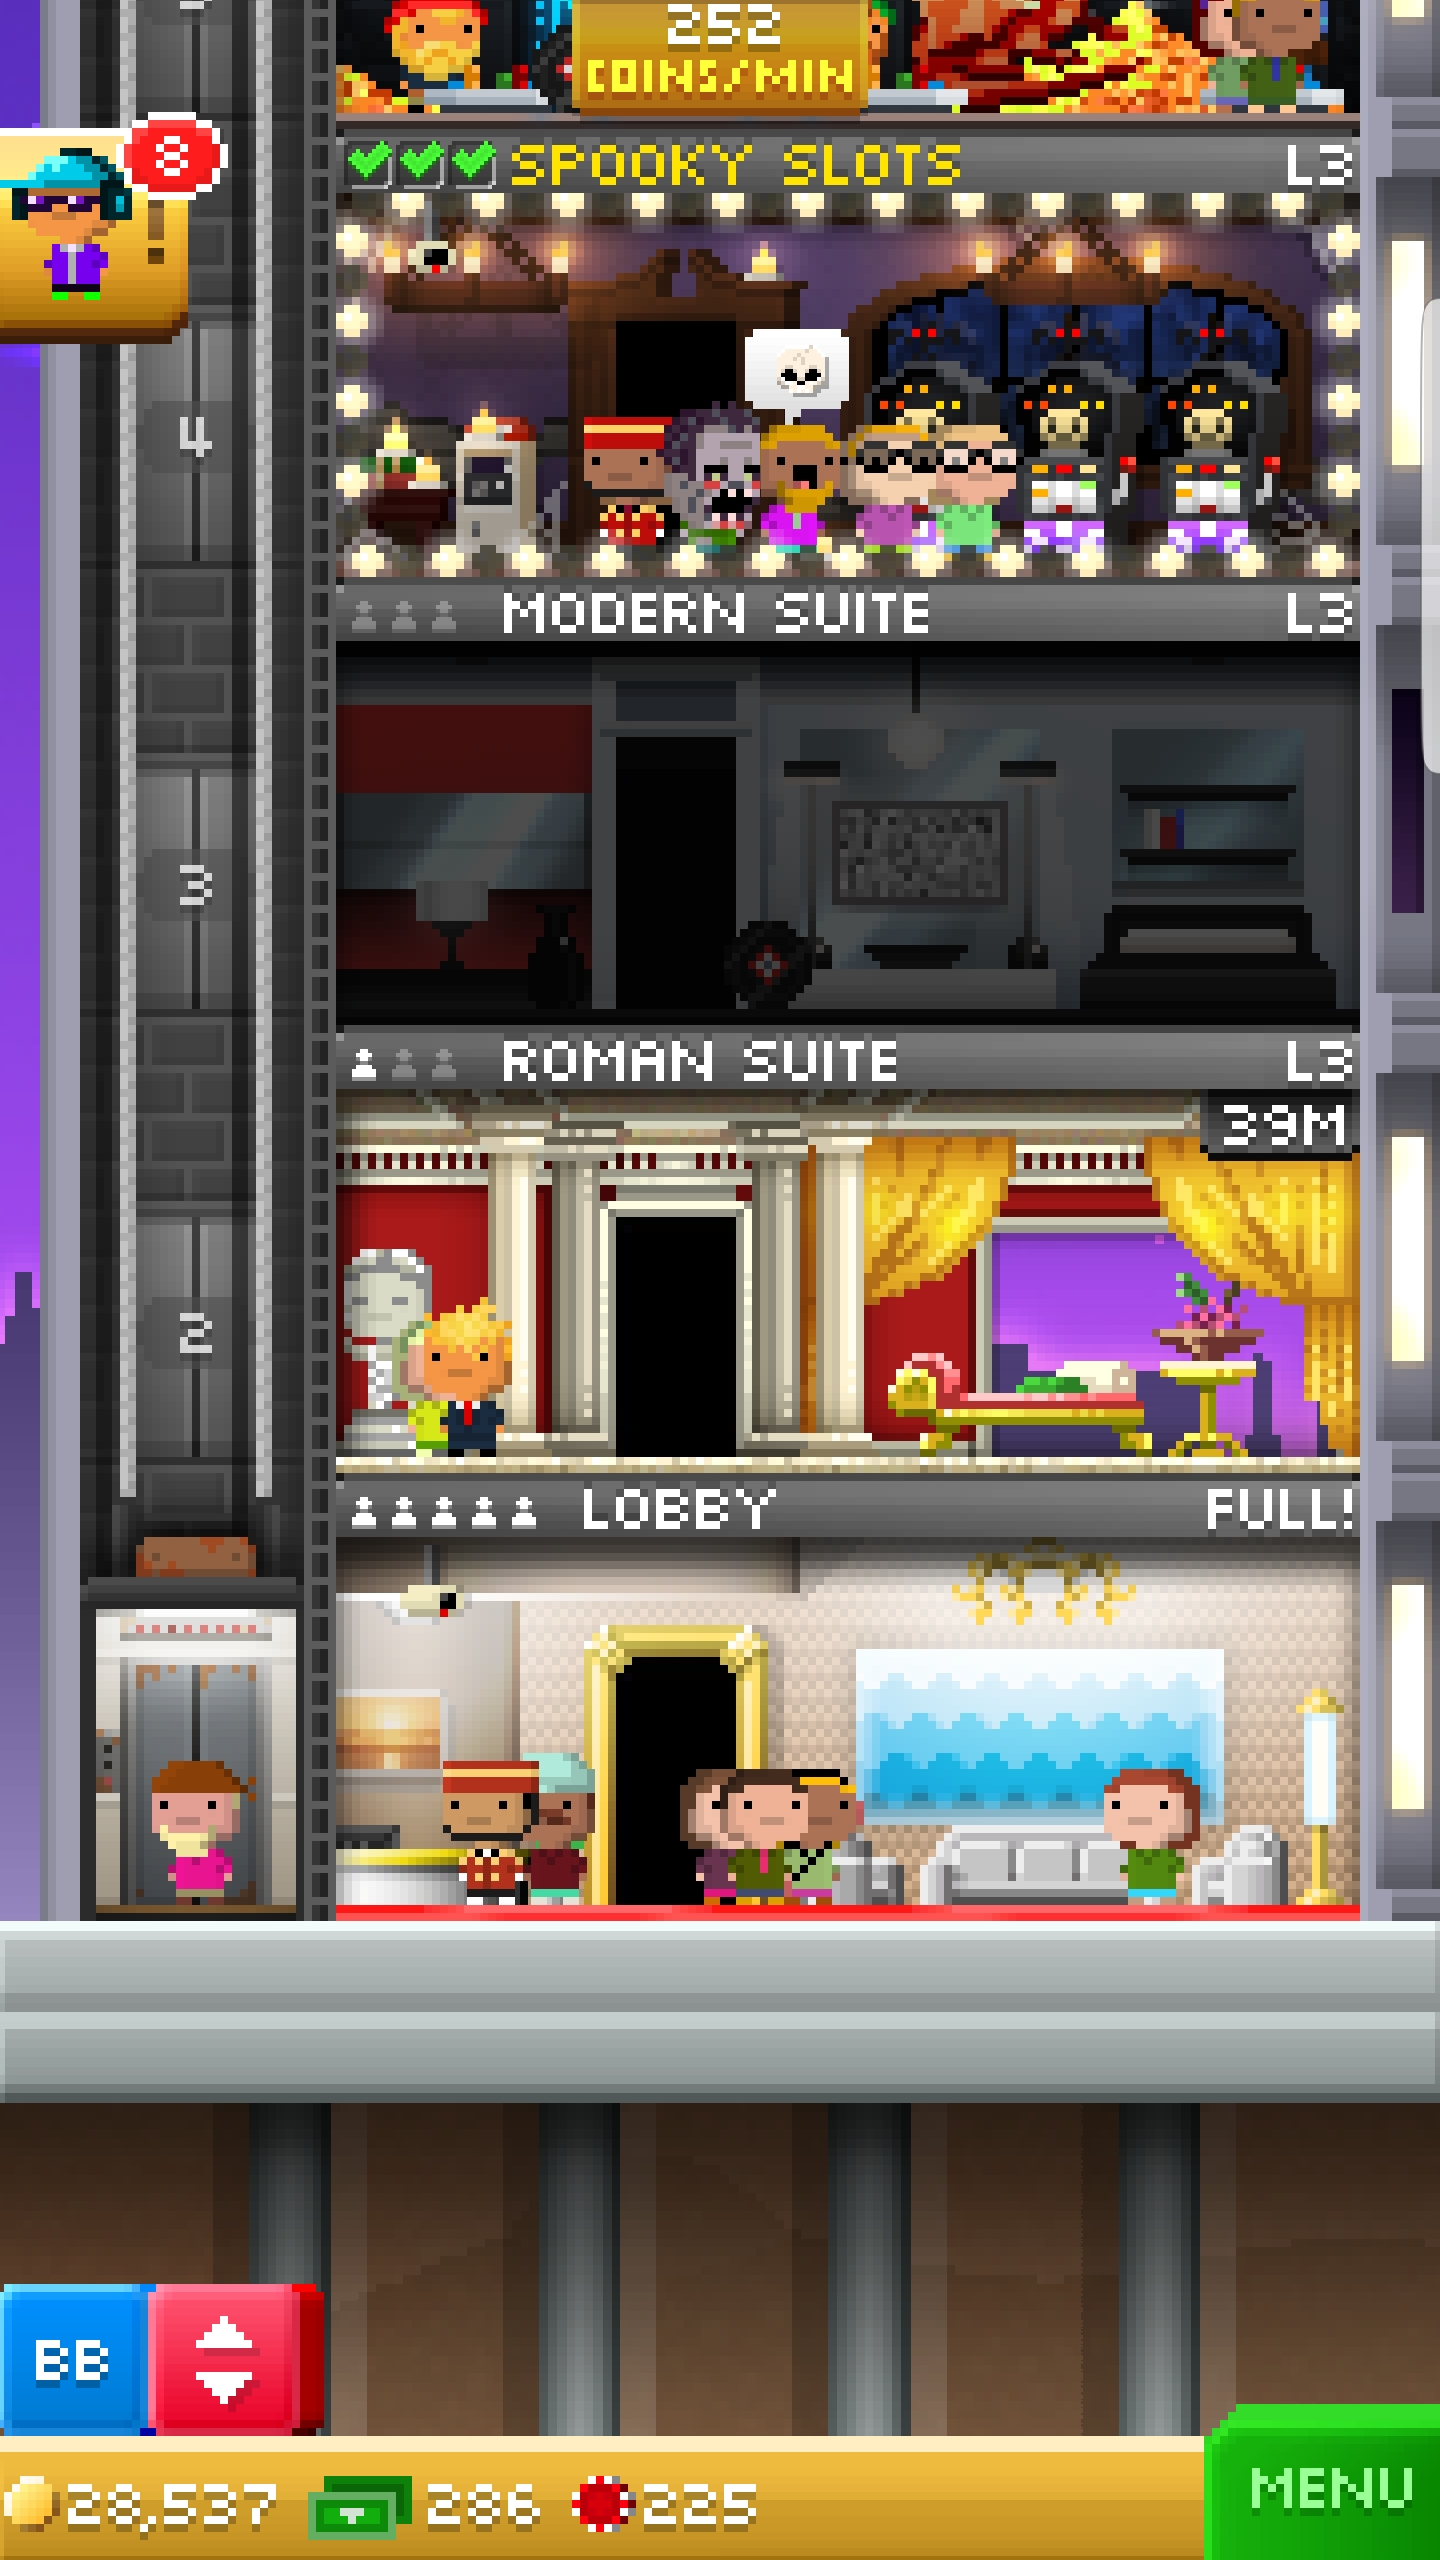 252
COINS/MIN
8
SPOOKY SLOTS L3
4
MODERN SUITE L3
3
ROMAN SUITE L3
39M
2
LOBBY FULL!
BB
28,537 286 225
MENU